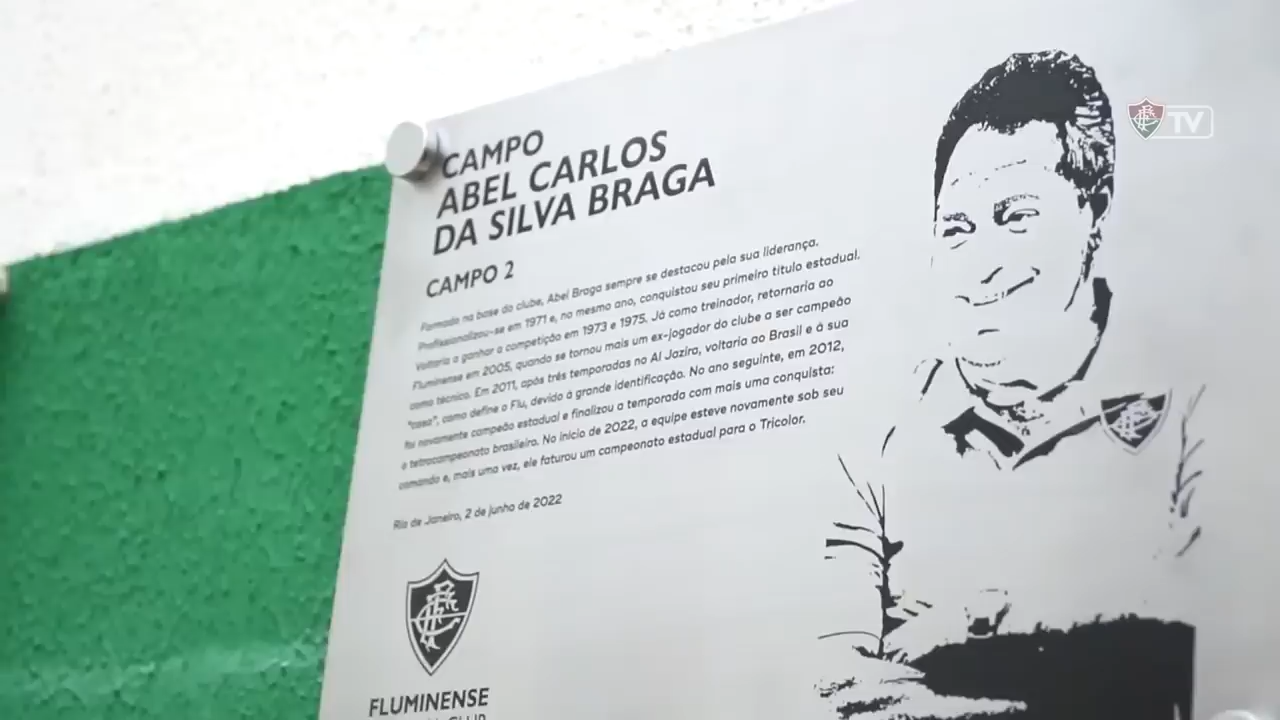 TV
CAMPO
ABEL CARLOS
DA SILVA BRAGA
CAMPO 2
Formado na base do clube, Abel Braga sempre se destacou pela sua liderança.
Profissionalizou-se em 1971 e, no mesmo ano, conquistou seu primeiro título estadual.
Voltaria a ganhar a competição em 1973 e 1975. Já como treinador, retornaria ao
Fluminense em 2005, quando se tornou mais um ex-jogador do clube a ser campeão
como técnico. Em 2011, após três temporadas no Al Jazira, voltaria ao Brasil e à sua
"casa", como define o Flu, devido à grande identificação. No ano seguinte, em 2012,
foi novamente campeão estadual e finalizou a temporada com mais uma conquista:
o tetracampeonato brasileiro. No início de 2022, a equipe esteve novamente sob seu
comando e, mais uma vez, ele faturou um campeonato estadual para o Tricolor.
Rio de Janeiro, 2 de junho de 2022
FLUMINENSE